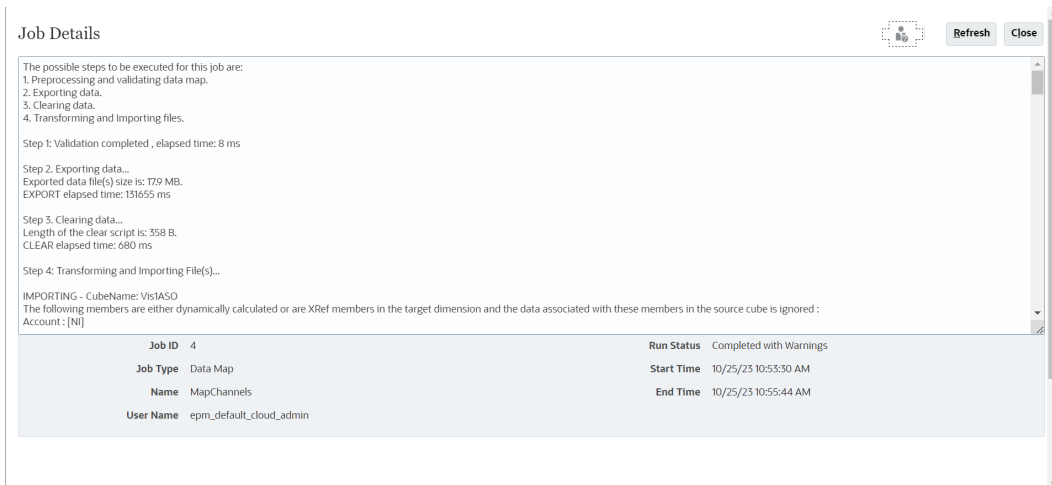 Job Details
Refresh
Close
The possible steps to be executed for this job are:
1. Preprocessing and validating data map.
2. Exporting data.
3. Clearing data.
4. Transforming and Importing files.
Step 1: Validation completed , elapsed time: 8 ms
Step 2. Exporting data...
Exported data file(s) size is: 17.9 MB.
EXPORT elapsed time: 131655 ms
Step 3. Clearing data...
Length of the clear script is: 358 B.
CLEAR elapsed time: 680 ms
Step 4: Transforming and Importing File(s)...
IMPORTING - CubeName: Vis1ASO
The following members are either dynamically calculated or are XRef members in the target dimension and the data associated with these members in the source cube is ignored :
Account : [NI]
Job ID 4
Run Status Completed with Warnings
Job Type Data Map
Start Time 10/25/23 10:53:30 AM
Name MapChannels
End Time 10/25/23 10:55:44 AM
User Name epm_default_cloud_admin